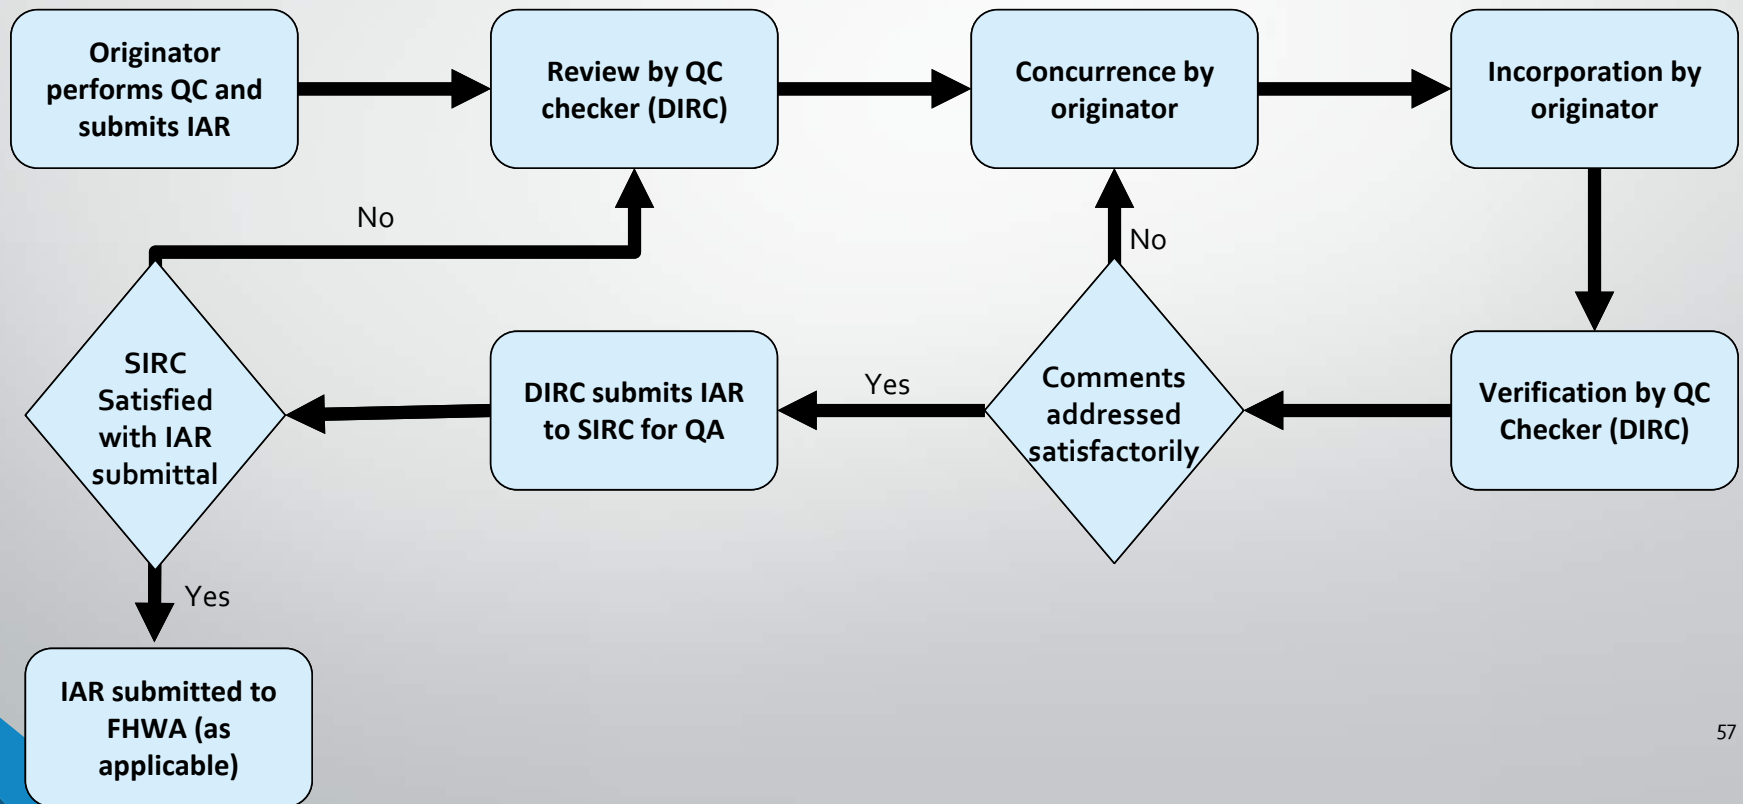 Originator
performs QC and
submits IAR
Review by QC
checker (DIRC)
Concurrence by
originator
Incorporation by
originator
No
No
SIRC
Satisfied
with IAR
submittal
DIRC submits IAR
to SIRC for QA
Yes
Comments
addressed
satisfactorily
Verification by QC
Checker (DIRC)
Yes
IAR submitted to
FHWA (as
applicable)
57